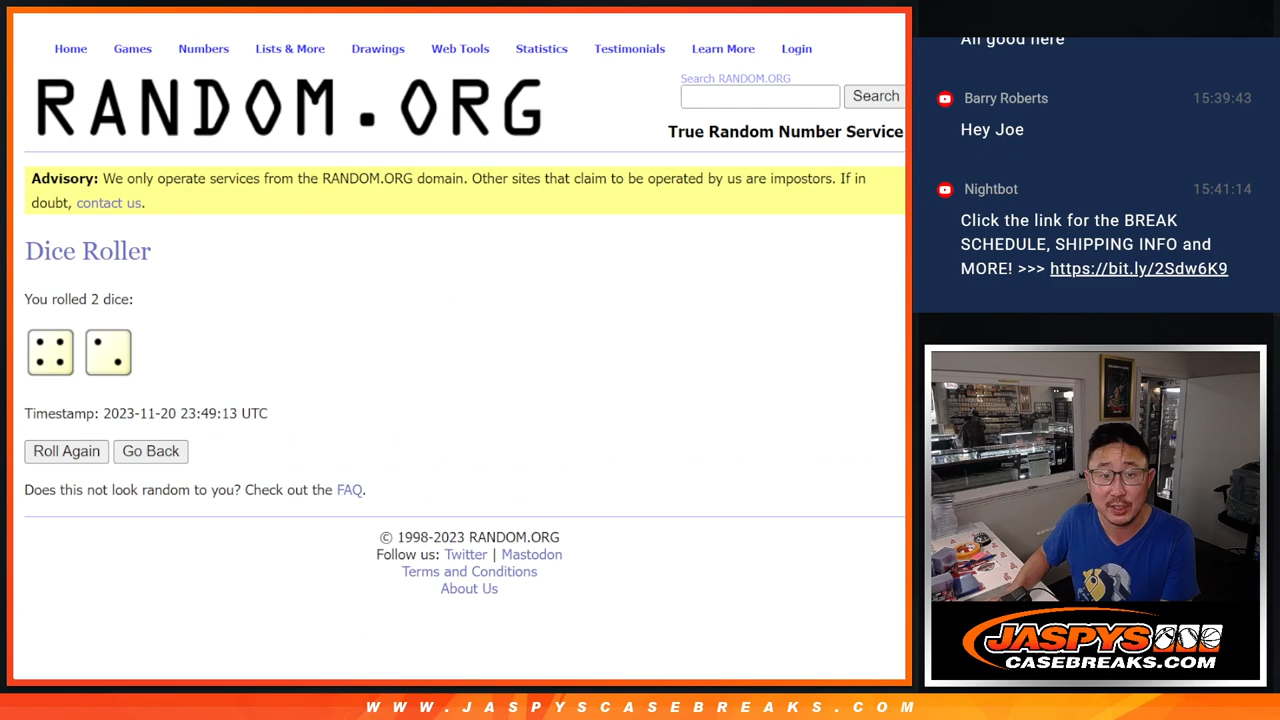 Home Games Numbers Lists & More Drawings Web Tools Statistics Testimonials Learn More Login
RANDOM.ORG
Search RANDOM.ORG
Search
True Random Number Service
Advisory: We only operate services from the RANDOM.ORG domain. Other sites that claim to be operated by us are impostors. If in
doubt, contact us.
Dice Roller
You rolled 2 dice:
Timestamp: 2023-11-20 23:49:13 UTC
Roll Again Go Back
Does this not look random to you? Check out the FAQ.
© 1998-2023 RANDOM.ORG
Follow us: Twitter | Mastodon
Terms and Conditions
About Us
All good here
Barry Roberts 15:39:43
Hey Joe
Nightbot 15:41:14
Click the link for the BREAK
SCHEDULE, SHIPPING INFO and
MORE! >>> https://bit.ly/2Sdw6K9
JASPYS
CASEBREAKS.COM
WWW.JASPYSCASEBREAKS.COM